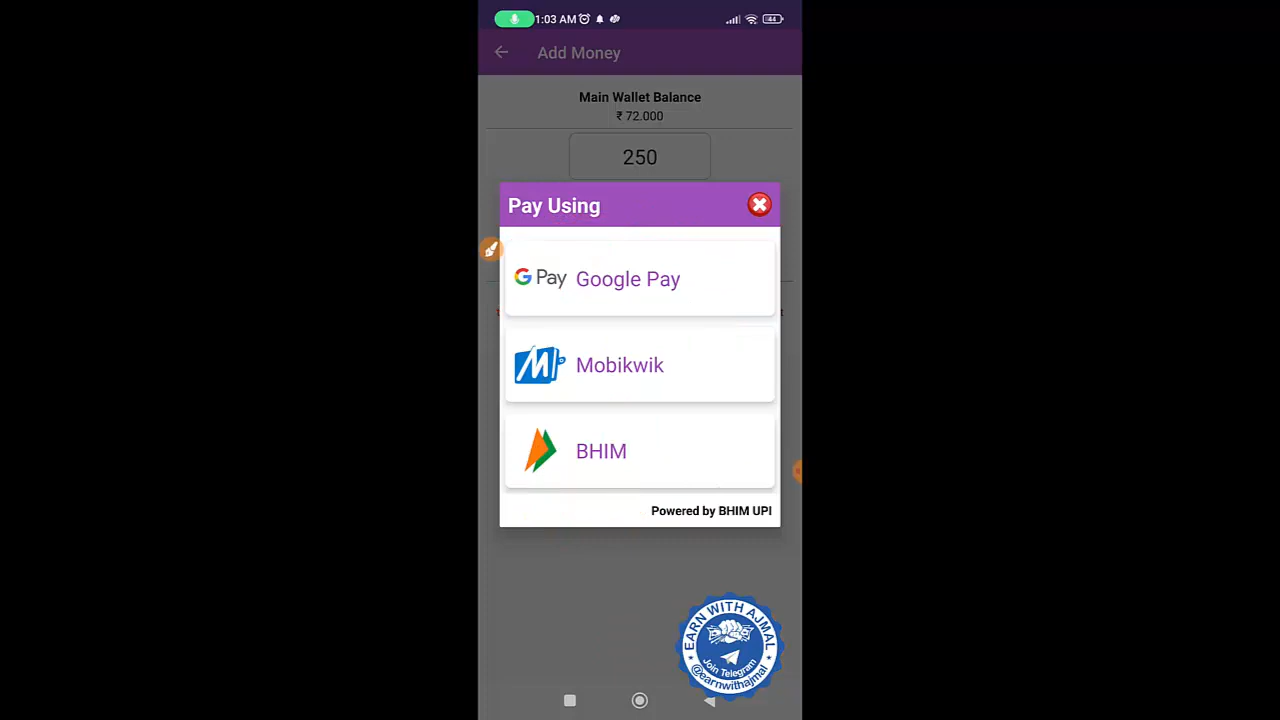 1:03 AM
44
Add Money
Main Wallet Balance
₹ 72.000
250
Pay Using
G Pay Google Pay
Mobikwik
BHIM
Powered by BHIM UPI
EARN WITH AJMAL
Join Telegram
@earnwithajmal